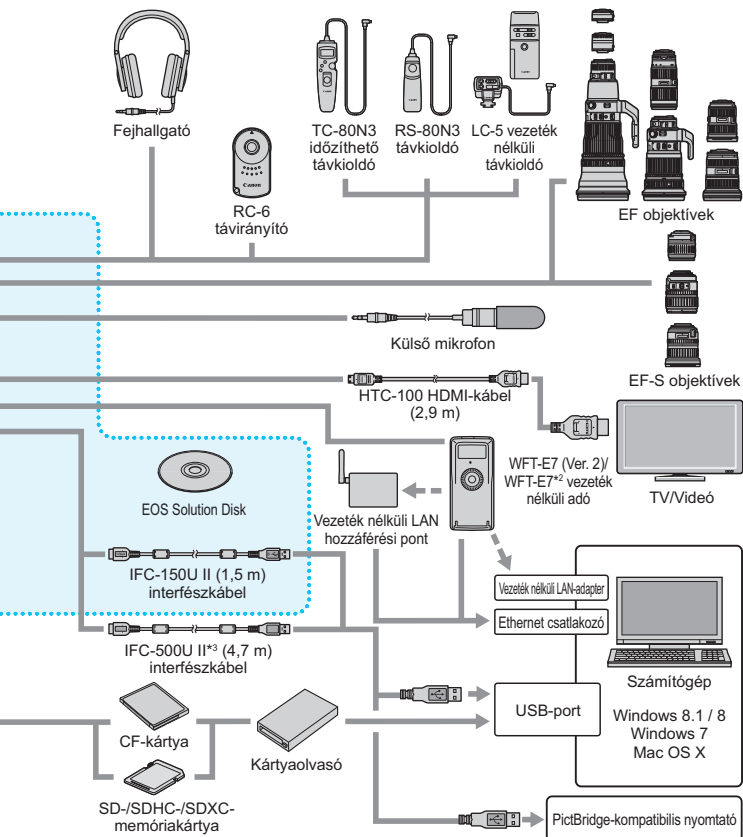 Fejhallgató
TC-80N3
időzíthető
távkioldó
RS-80N3
távkioldó
LC-5 vezeték
nélküli
távkioldó
Canon
RC-6
távirányító
EF objektívek
Külső mikrofon
EF-S objektívek
HTC-100 HDMI-kábel
(2,9 m)
WFT-E7 (Ver. 2)/
WFT-E7*2 vezeték
nélküli adó
TV/Videó
EOS Solution Disk
Vezeték nélküli LAN
hozzáférési pont
IFC-150U II (1,5 m)
interfészkábel
Vezeték nélküli LAN-adapter
Ethernet csatlakozó
IFC-500U II*3 (4,7 m)
interfészkábel
Számítógép
USB-port
Windows 8.1 / 8
Windows 7
Mac OS X
CF-kártya
Kártyaolvasó
SD-/SDHC-/SDXC-
memóriakártya
PictBridge-kompatibilis nyomtató